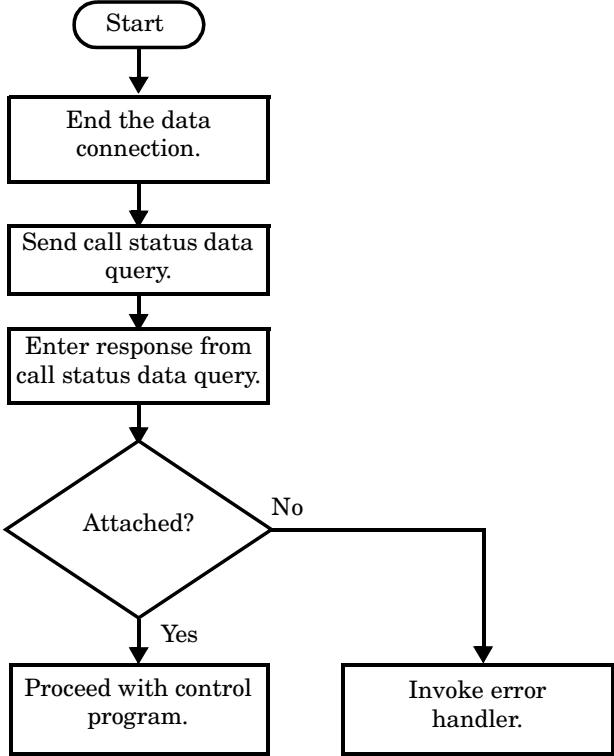 Start
End the data
connection.
Send call status data
query.
Enter response from
call status data query.
Attached?
No
Yes
Proceed with control
program.
Invoke error
handler.